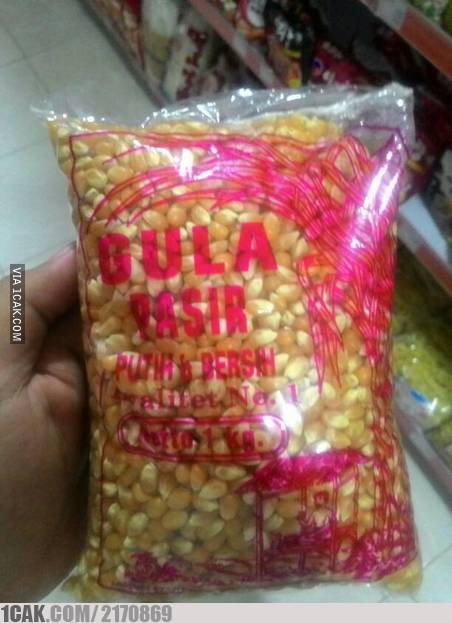 GULA
PASIR
PUTIH & BERSIH
Kwalitet No. 1
Netto 1 Kg.
VIA 1CAK.COM
1CAK.COM/2170869